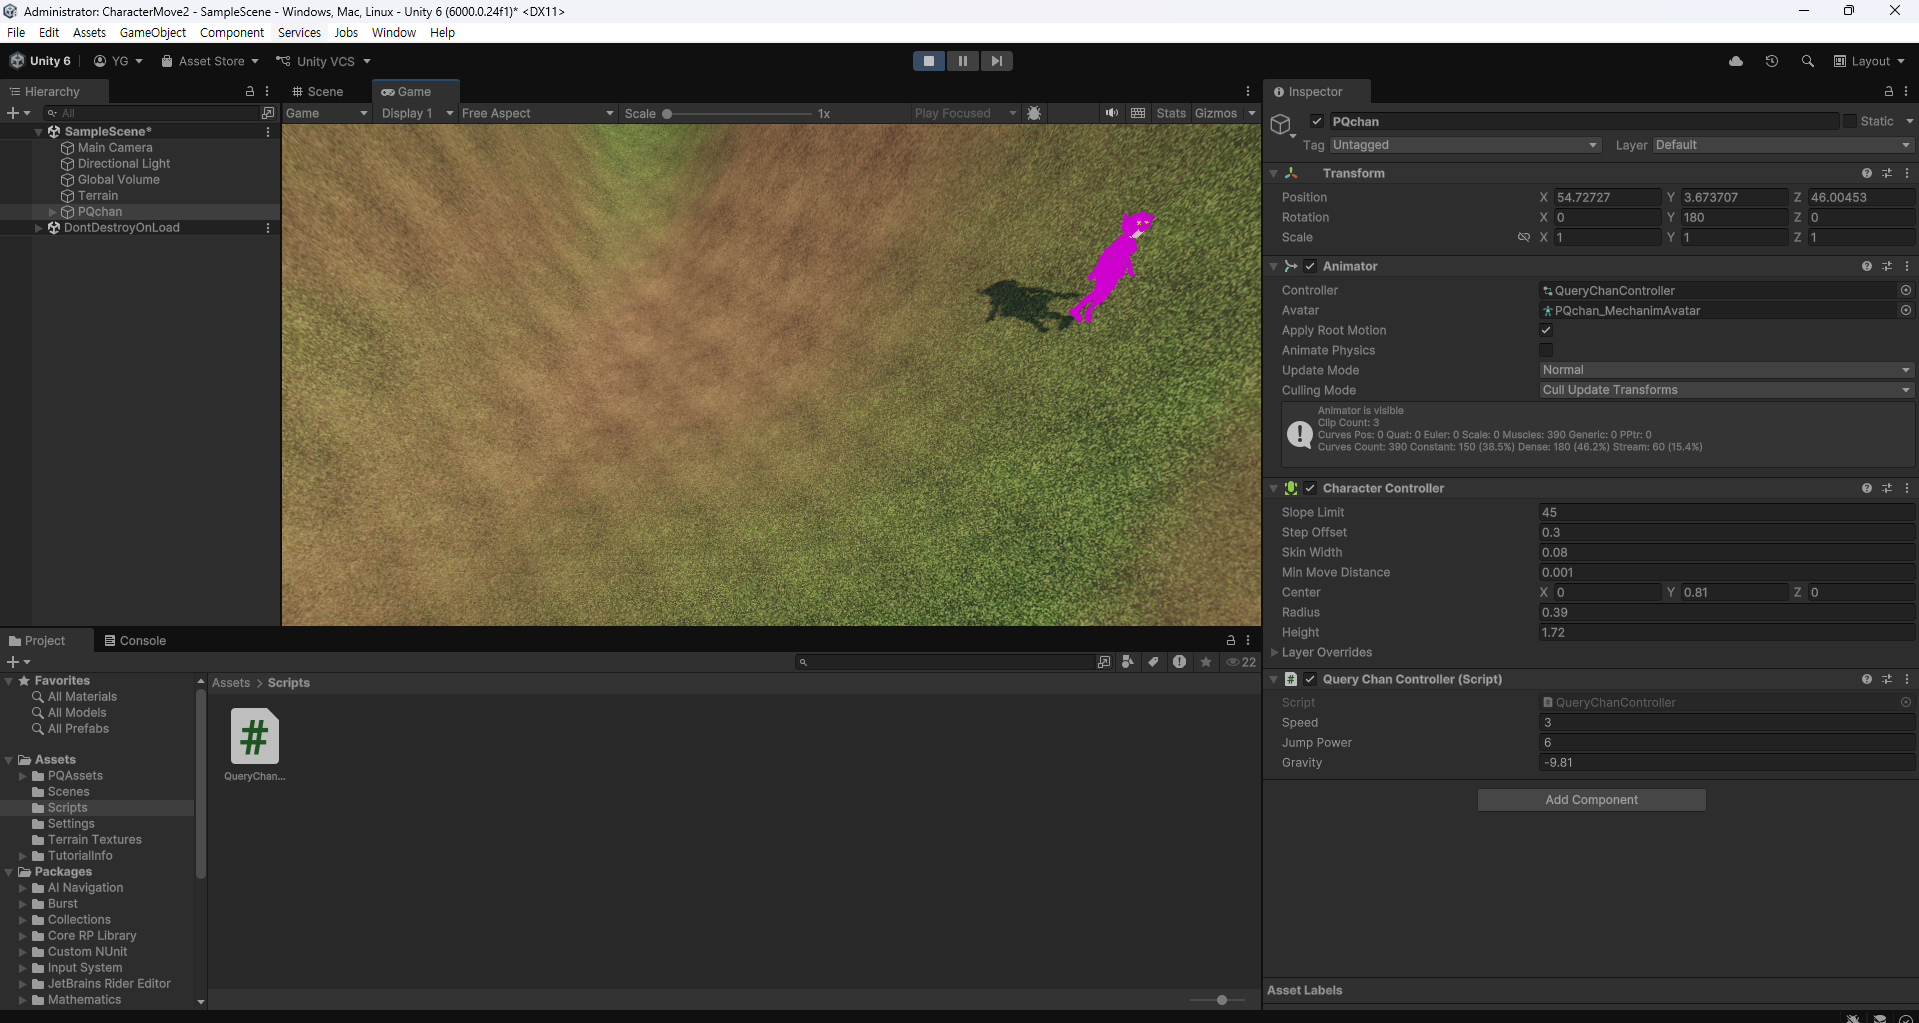 Administrator: CharacterMove2 - SampleScene - Windows, Mac, Linux - Unity 6 (6000.0.24f1)* <DX11>
File Edit Assets GameObject Component Services Jobs Window Help
Unity 6 YG Asset Store Unity VCS Layout
Hierarchy
All
SampleScene*
Main Camera
Directional Light
Global Volume
Terrain
PQchan
DontDestroyOnLoad
Scene Game
Game Display 1 Free Aspect Scale 1x Play Focused Stats Gizmos
Inspector
PQchan Static
Tag Untagged Layer Default
Transform
Position X 54.72727 Y 3.673707 Z 46.00453
Rotation X 0 Y 180 Z 0
Scale X 1 Y 1 Z 1
Animator
Controller QueryChanController
Avatar PQchan_MechanimAvatar
Apply Root Motion
Animate Physics
Update Mode Normal
Culling Mode Cull Update Transforms
Animator is visible
Clip Count: 3
Curves Pos: 0 Quat: 0 Euler: 0 Scale: 0 Muscles: 390 Generic: 0 PPtr: 0
Curves Count: 390 Constant: 150 (38.5%) Dense: 180 (46.2%) Stream: 60 (15.4%)
Character Controller
Slope Limit 45
Step Offset 0.3
Skin Width 0.08
Min Move Distance 0.001
Center X 0 Y 0.81 Z 0
Radius 0.39
Height 1.72
Layer Overrides
# Query Chan Controller (Script)
Script QueryChanController
Speed 3
Jump Power 6
Gravity -9.81
Add Component
Asset Labels
Project Console
22
Favorites
All Materials
All Models
All Prefabs
Assets
PQAssets
Scenes
Scripts
Settings
Terrain Textures
TutorialInfo
Packages
AI Navigation
Burst
Collections
Core RP Library
Custom NUnit
Input System
JetBrains Rider Editor
Mathematics
Assets > Scripts
#
QueryChan...